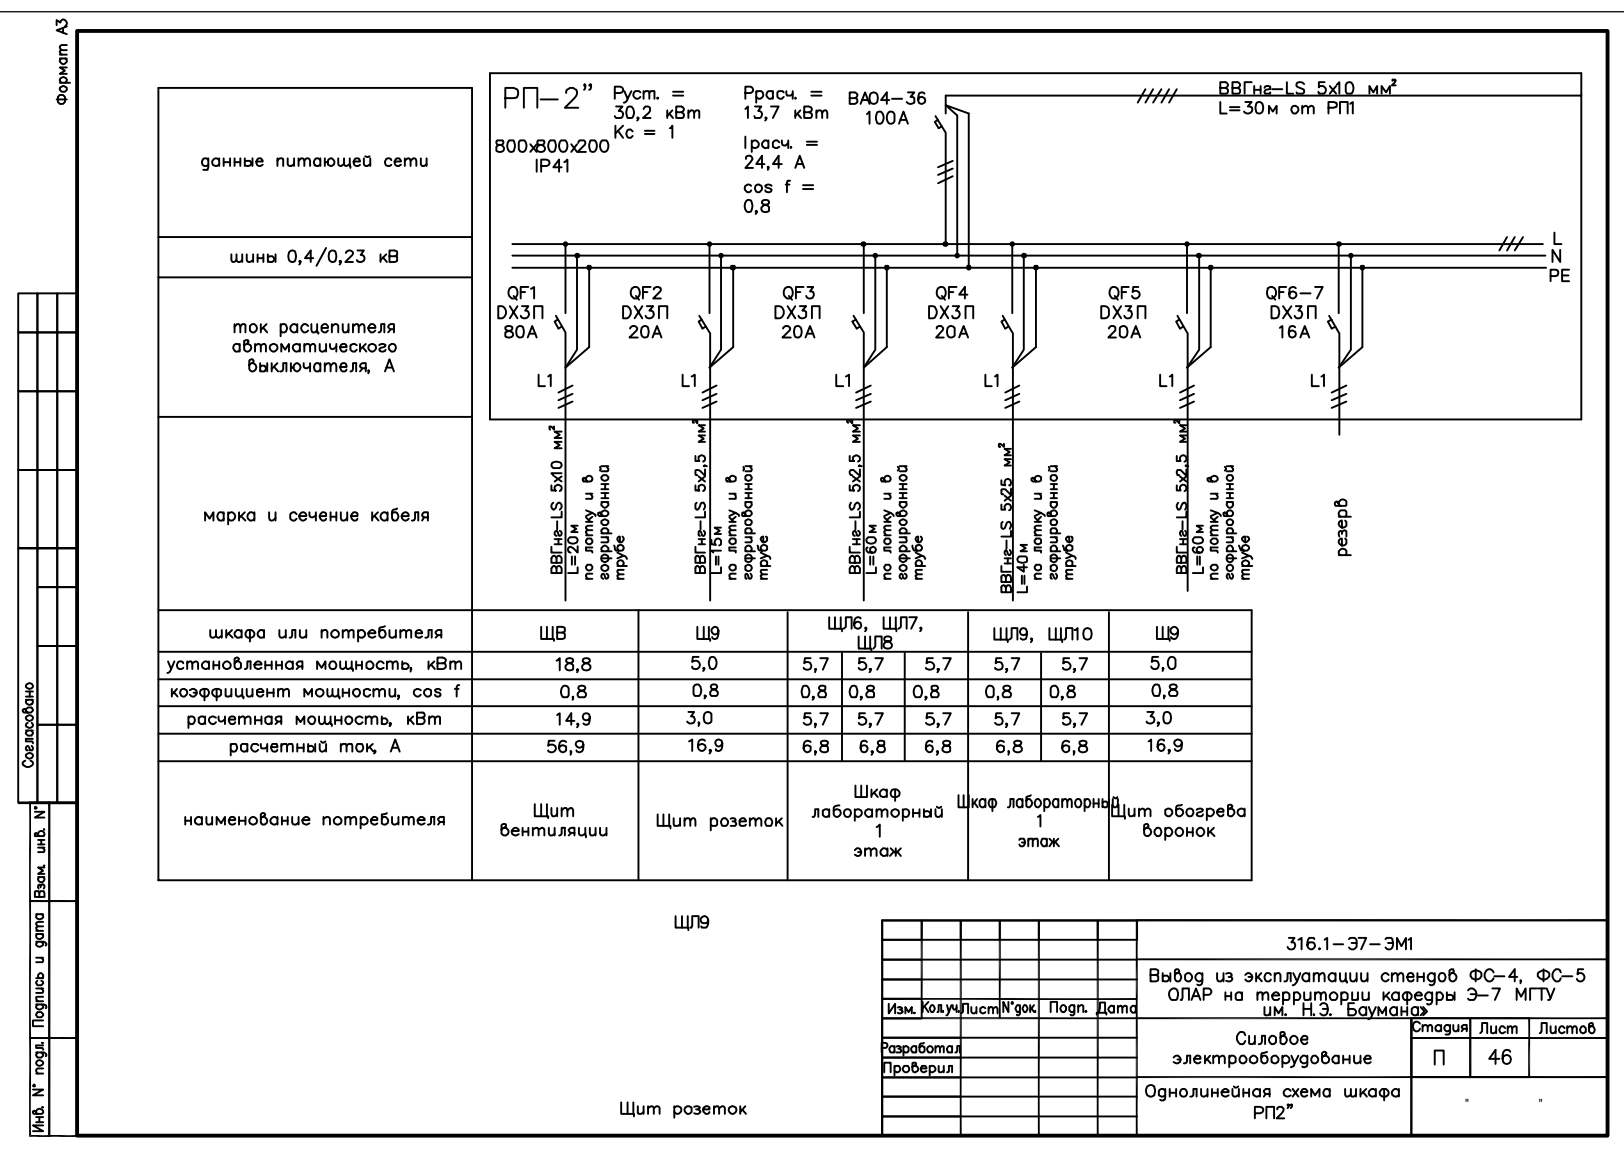 Формат А3
данные питающей сети
шины 0,4/0,23 кВ
ток расцепителя
автоматического
выключателя, А
марка и сечение кабеля
РП-2”
800х800х200
IP41
Руст. =
30,2 кВт
Кс = 1
Ррасч. =
13,7 кВт
Iрасч. =
24,4 А
cos f =
0,8
ВА04-36
100А
ВВГнг-LS 5х10 мм²
L=30м от РП1
L
N
PE
QF1
DX3П
80А
L1
QF2
DX3П
20А
L1
QF3
DX3П
20А
L1
QF4
DX3П
20А
L1
QF5
DX3П
20А
L1
QF6-7
DX3П
16А
L1
ВВГнг-LS 5х10 мм²
L=20м
по лотку и в
гофрированной
трубе
ВВГнг-LS 5х2,5 мм²
L=15м
по лотку и в
гофрированной
трубе
ВВГнг-LS 5х2,5 мм²
L=60м
по лотку и в
гофрированной
трубе
ВВГнг-LS 5х25 мм²
L=40м
по лотку и в
гофрированной
трубе
ВВГнг-LS 5х2,5 мм²
L=60м
по лотку и в
гофрированной
трубе
резерв
шкафа или потребителя ЩВ Щ9 ЩЛ6, ЩЛ7,
ЩЛ8
ЩЛ9, ЩЛ10 Щ9
установленная мощность, кВт 18,8 5,0 5,7 5,7 5,7 5,7 5,7 5,0
коэффициент мощности, cos f 0,8 0,8 0,8 0,8 0,8 0,8 0,8 0,8
расчетная мощность, кВт 14,9 3,0 5,7 5,7 5,7 5,7 5,7 3,0
расчетный ток, А 56,9 16,9 6,8 6,8 6,8 6,8 6,8 16,9
наименование потребителя
Щит
вентиляции
Щит розеток
Шкаф
лабораторный
1
этаж
Шкаф лабораторный
1
этаж
Щит обогрева
воронок
ЩЛ9
Щит розеток
Согласовано
Взам. инв. N°
Подпись и дата
Инв. N° подл.
316.1-Э7-ЭМ1
Вывод из эксплуатации стендов ФС-4, ФС-5
ОЛАР на территории кафедры Э-7 МГТУ
им. Н.Э. Баумана»
Изм. Кол.уч. Лист N°док. Подп. Дата
Разработал
Проверил
Силовое
электрооборудование
Стадия Лист Листов
П 46
Однолинейная схема шкафа
РП2”
" "